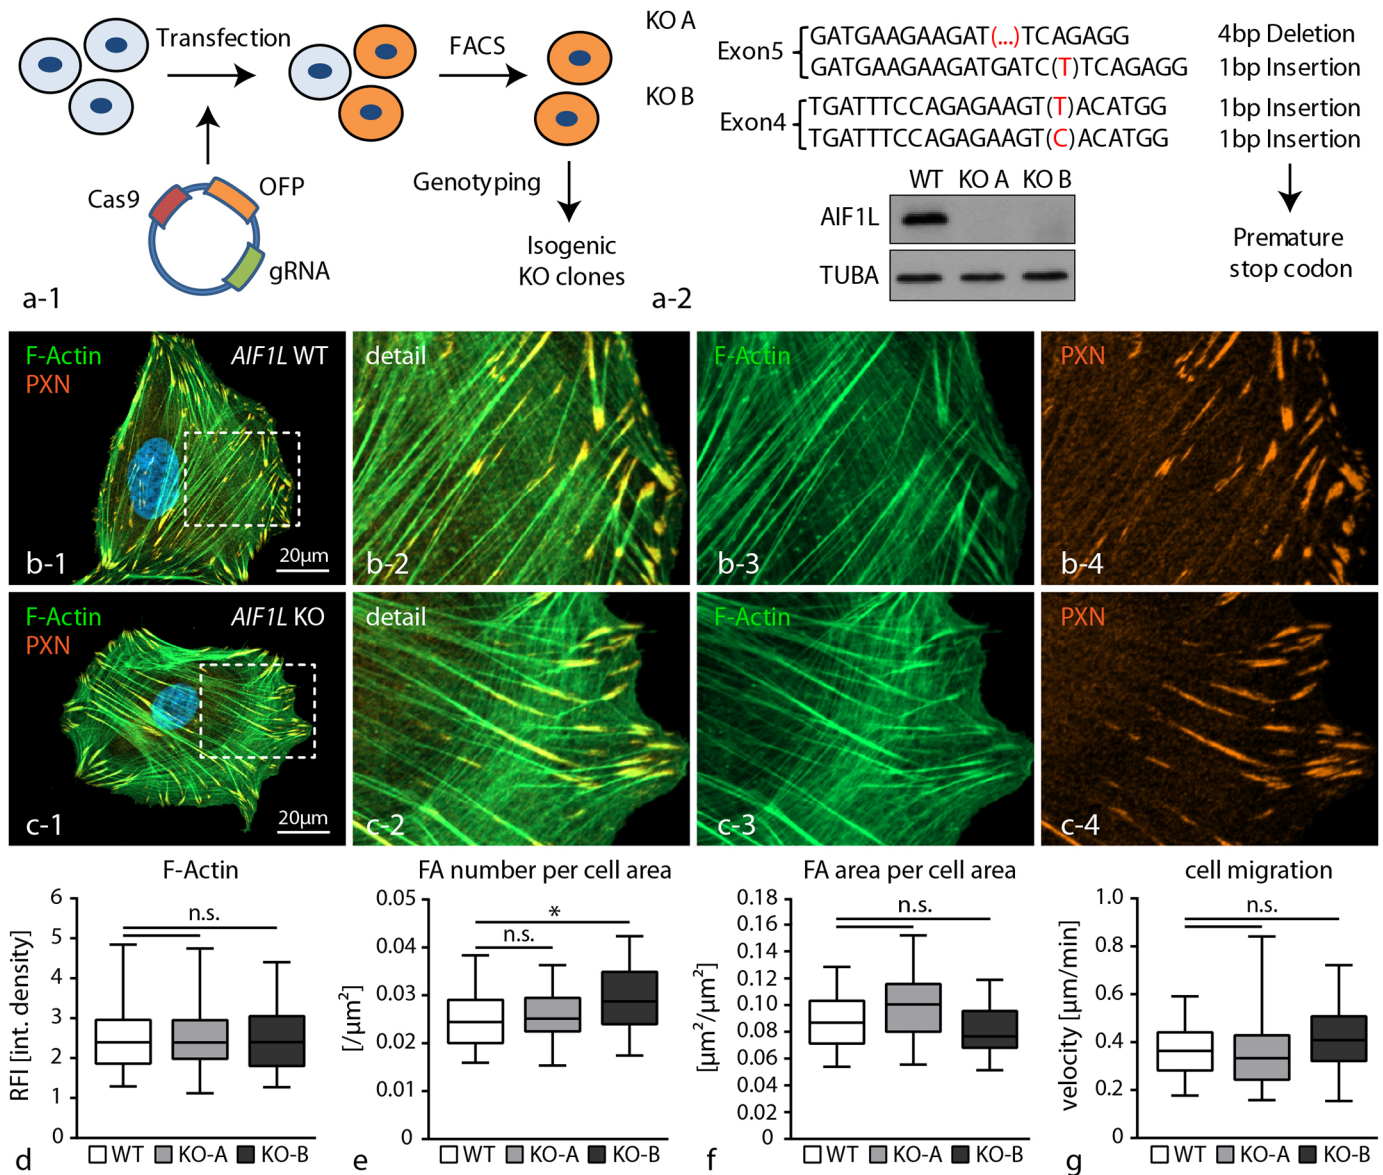 Transfection
FACS
Cas9
OFP
gRNA
Genotyping
Isogenic
KO clones
a-1
KO A
KO B
Exon5
GATGAAGAAGAT(...)TCAGAGG
4bp Deletion
GATGAAGAAGATGATC(T)TCAGAGG
1bp Insertion
Exon4
TGATTTCCAGAGAAGT(T)ACATGG
1bp Insertion
TGATTTCCAGAGAAGT(C)ACATGG
1bp Insertion
WT KO A KO B
AIF1L
TUBA
Premature
stop codon
a-2
F-Actin
PXN
AIF1L WT
20µm
b-1
detail
b-2
F-Actin
b-3
PXN
b-4
F-Actin
PXN
AIF1L KO
20µm
c-1
detail
c-2
F-Actin
c-3
PXN
c-4
F-Actin
RFI [int. density]
6
5
4
3
2
1
0
n.s.
d
WT KO-A KO-B
FA number per cell area
[/µm²]
0.05
0.04
0.03
0.02
0.01
0
*
n.s.
e
WT KO-A KO-B
FA area per cell area
[µm²/µm²]
0.18
0.16
0.14
0.12
0.10
0.08
0.06
0.04
0.02
0
n.s.
f
WT KO-A KO-B
cell migration
velocity [µm/min]
1.0
0.8
0.6
0.4
0.2
0
n.s.
g
WT KO-A KO-B